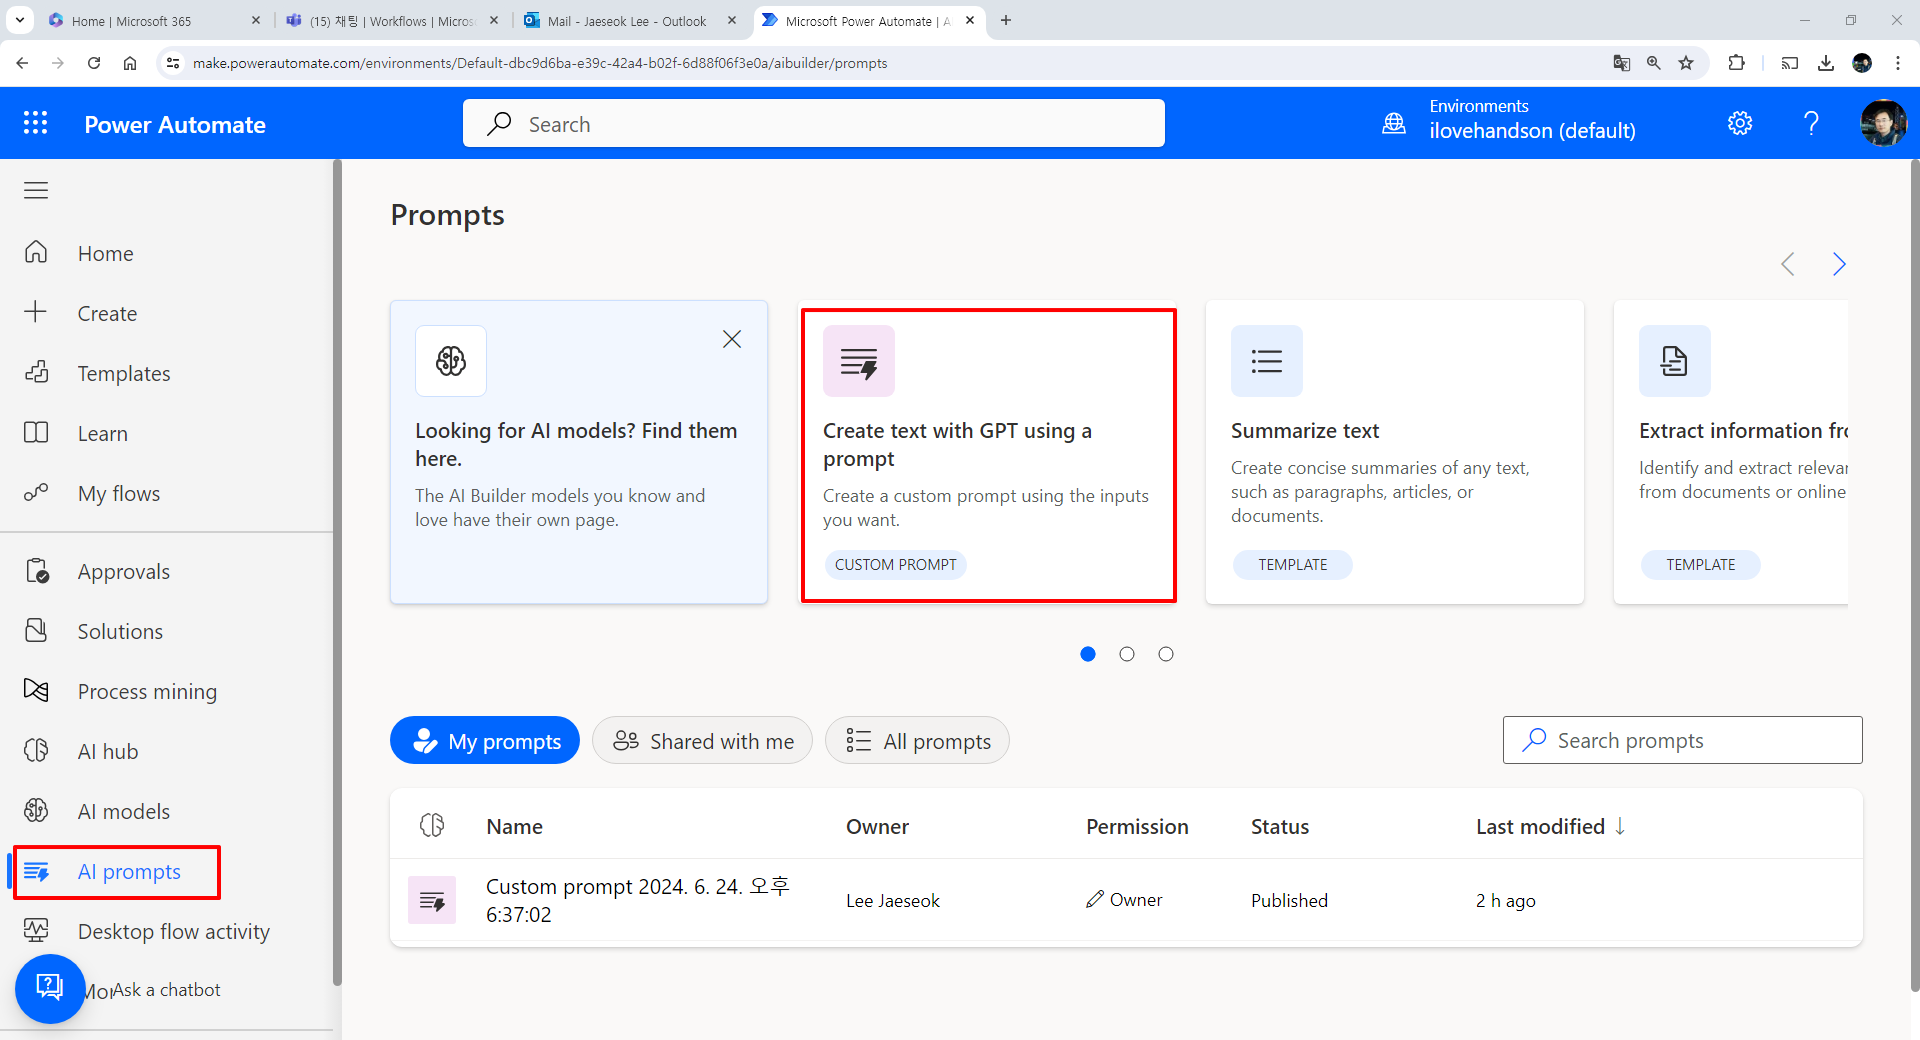 Home | Microsoft 365
(15) 채팅 | Workflows | Micros
Mail - Jaeseok Lee - Outlook
Microsoft Power Automate | A
make.powerautomate.com/environments/Default-dbc9d6ba-e39c-42a4-b02f-6d88f06f3e0a/aibuilder/prompts
Power Automate
Search
Environments
ilovehandson (default)
Home
Create
Templates
Learn
My flows
Approvals
Solutions
Process mining
AI hub
AI models
AI prompts
Desktop flow activity
Mor
Ask a chatbot
Prompts
Looking for AI models? Find them
here.
The AI Builder models you know and
love have their own page.
Create text with GPT using a
prompt
Create a custom prompt using the inputs
you want.
CUSTOM PROMPT
Summarize text
Create concise summaries of any text,
such as paragraphs, articles, or
documents.
TEMPLATE
Extract information fro
Identify and extract relevar
from documents or online
TEMPLATE
My prompts
Shared with me
All prompts
Search prompts
Name
Owner
Permission
Status
Last modified
Custom prompt 2024. 6. 24. 오후
6:37:02
Lee Jaeseok
Owner
Published
2 h ago